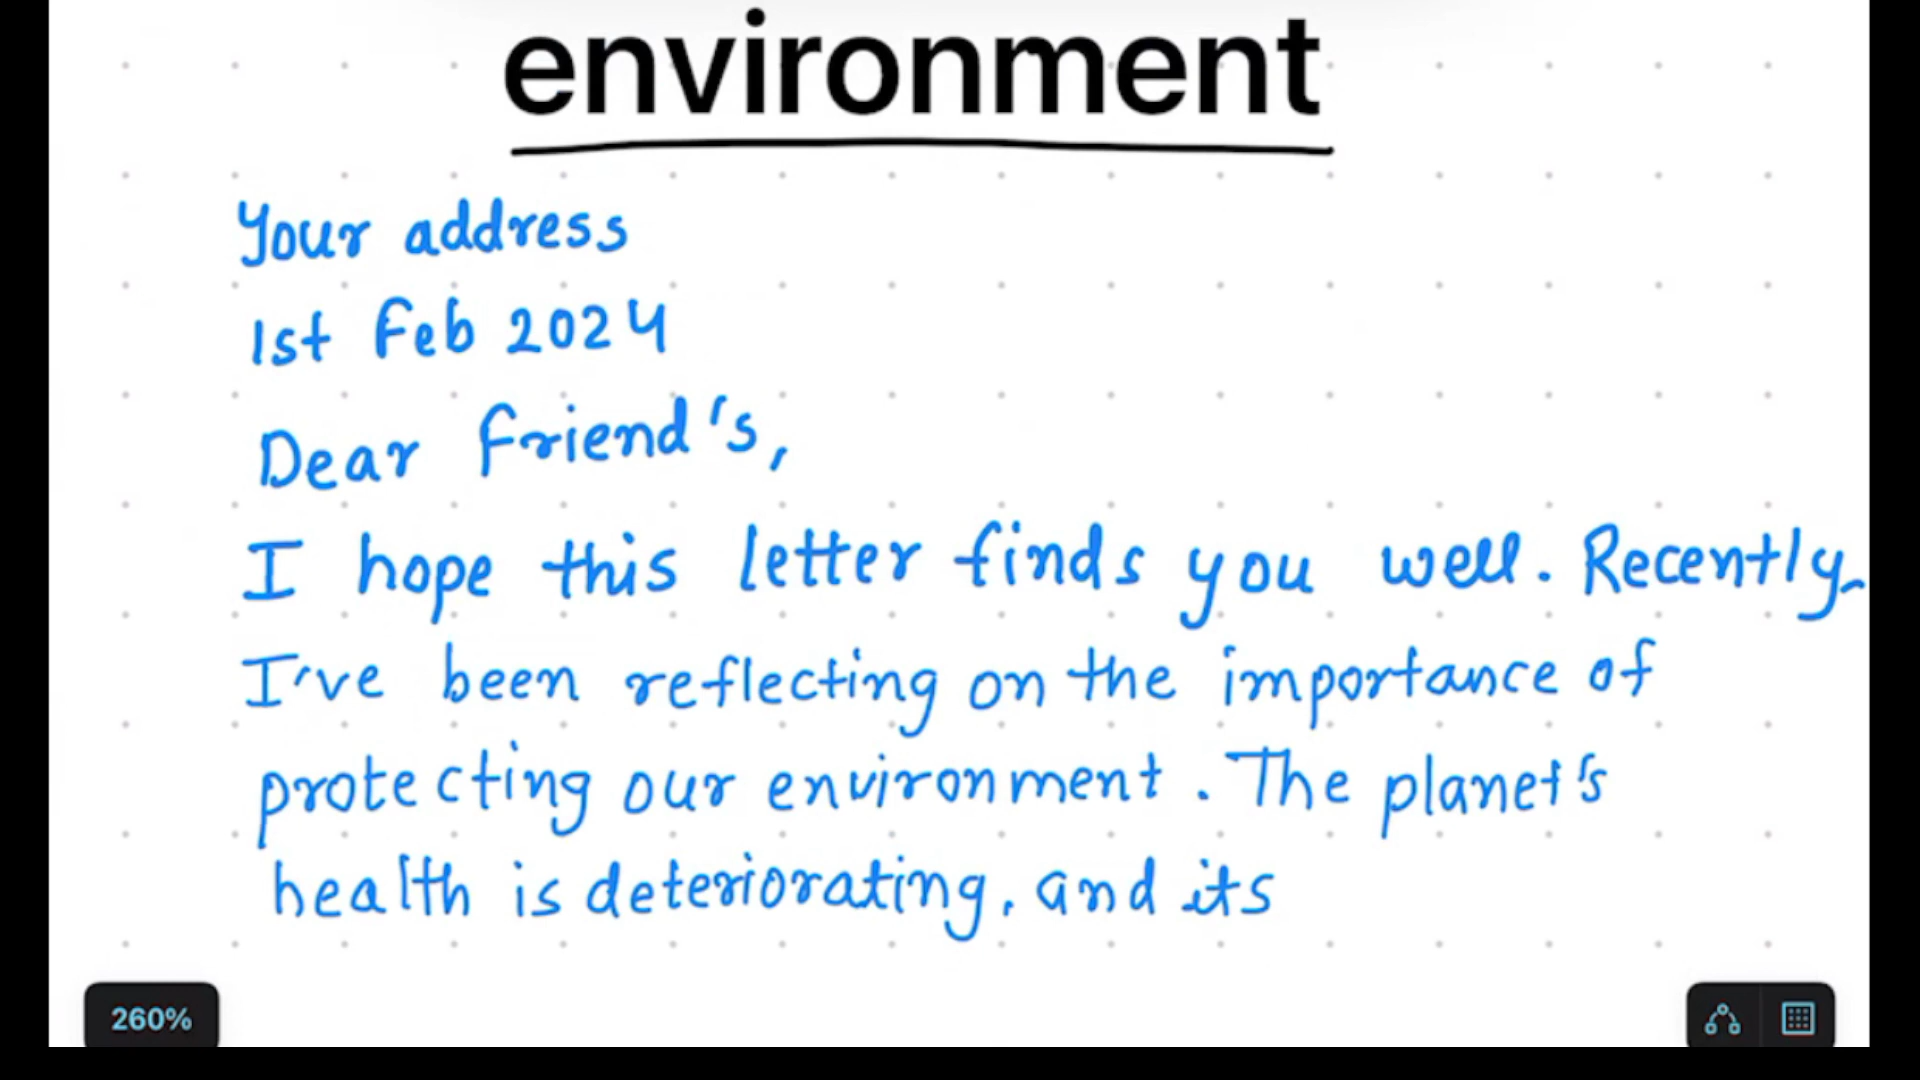 environment
Your address
1st Feb 2024
Dear Friend's,
I hope this letter finds you well. Recently
I've been reflecting on the importance of
protecting our environment. The planet's
health is deteriorating, and its
260%